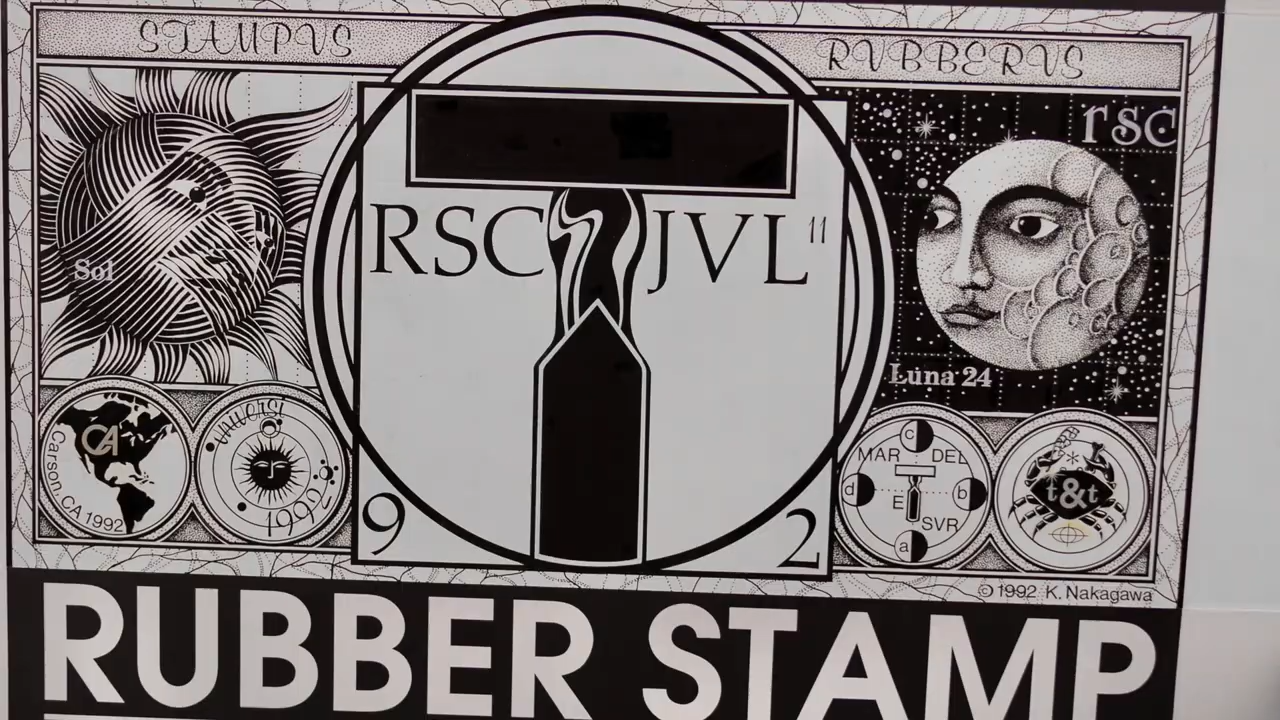 STAMPVS
RVBBERVS
rsc
RSC JVL 11
Sol
Luna 24
CA
Carson, CA 1992
Vniversi
1992
9
2
c
MAR DEL
d
b
E
SVR
a
t&t
© 1992 K. Nakagawa
RUBBER STAMP